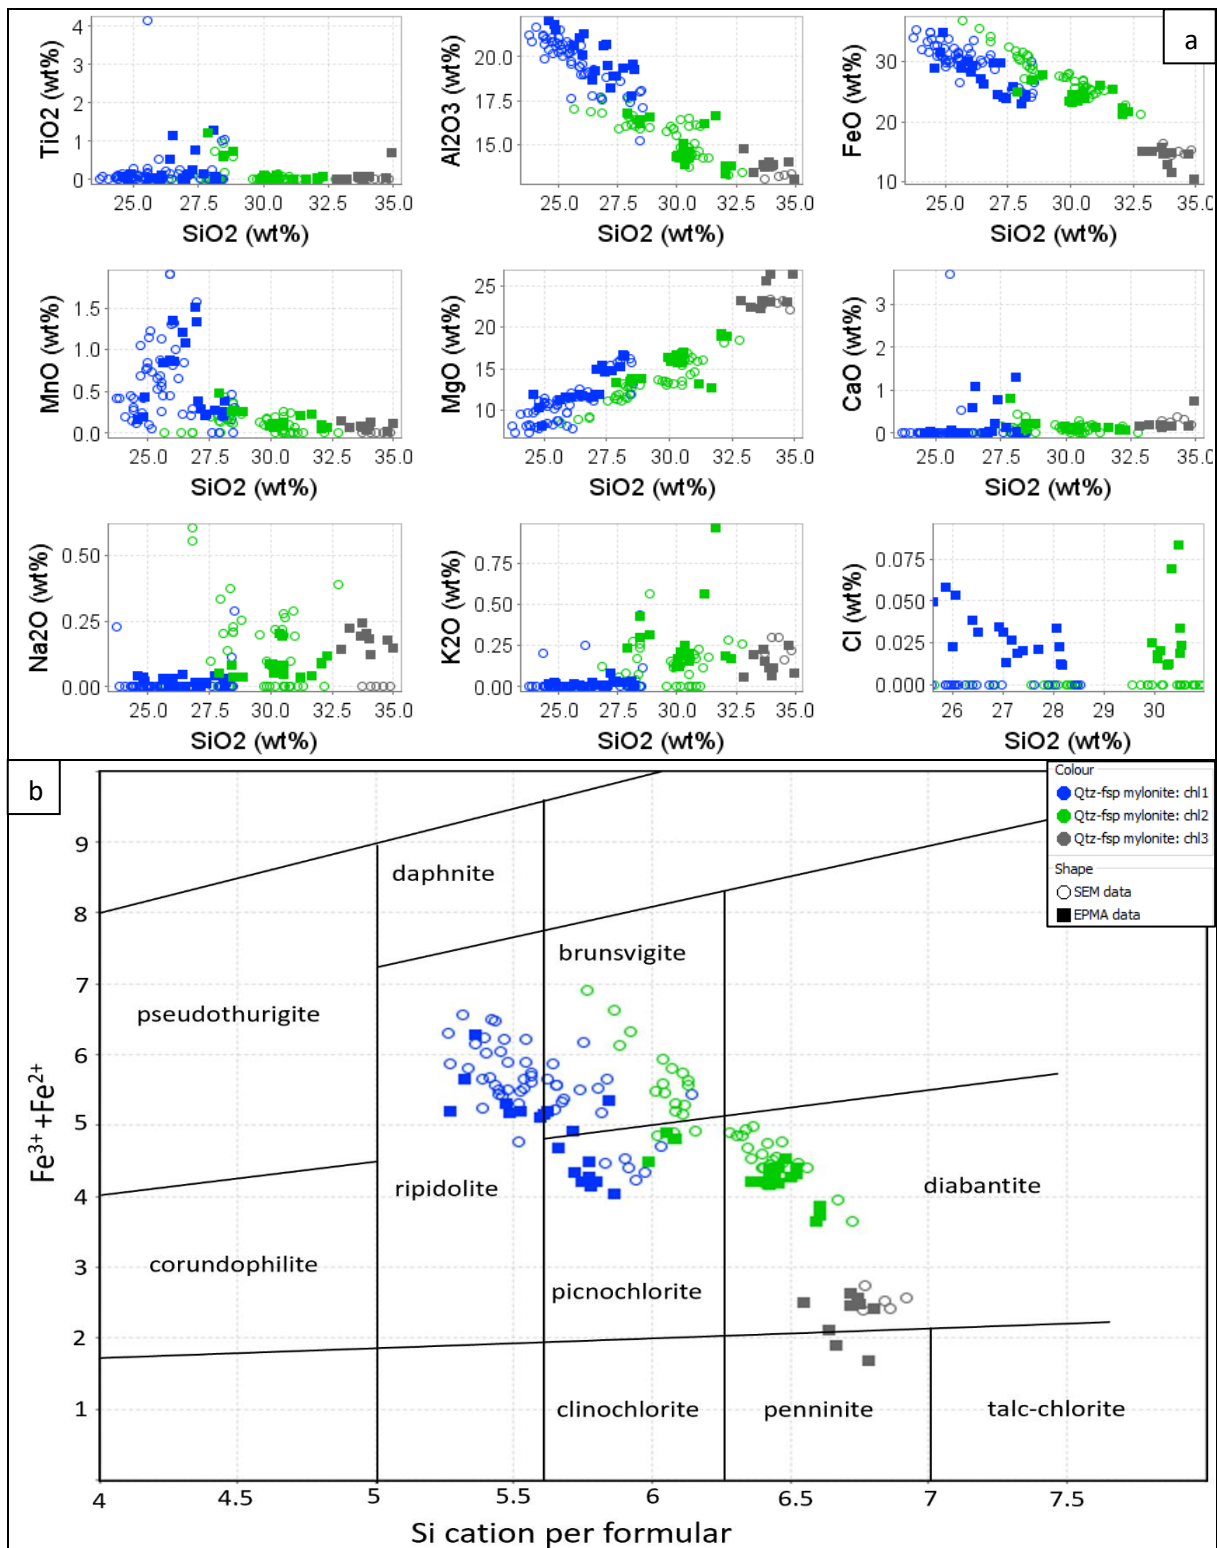 a
TiO2 (wt%)
4
3
2
1
0
25.0 27.5 30.0 32.5 35.0
SiO2 (wt%)
Al2O3 (wt%)
20.0
17.5
15.0
25.0 27.5 30.0 32.5 35.0
SiO2 (wt%)
FeO (wt%)
30
20
10
25.0 27.5 30.0 32.5 35.0
SiO2 (wt%)
MnO (wt%)
1.5
1.0
0.5
0.0
25.0 27.5 30.0 32.5 35.0
SiO2 (wt%)
MgO (wt%)
25
20
15
10
25.0 27.5 30.0 32.5 35.0
SiO2 (wt%)
CaO (wt%)
3
2
1
0
25.0 27.5 30.0 32.5 35.0
SiO2 (wt%)
Na2O (wt%)
0.50
0.25
0.00
25.0 27.5 30.0 32.5 35.0
SiO2 (wt%)
K2O (wt%)
0.75
0.50
0.25
0.00
25.0 27.5 30.0 32.5 35.0
SiO2 (wt%)
Cl (wt%)
0.075
0.050
0.025
0.000
26 27 28 29 30
SiO2 (wt%)
b
Colour
Qtz-fsp mylonite: chl1
Qtz-fsp mylonite: chl2
Qtz-fsp mylonite: chl3
Shape
SEM data
EPMA data
Fe3+ +Fe2+
9
8
7
6
5
4
3
2
1
daphnite
brunsvigite
pseudothurigite
ripidolite
diabantite
corundophilite
picnochlorite
clinochlorite
penninite
talc-chlorite
4 4.5 5 5.5 6 6.5 7 7.5
Si cation per formular